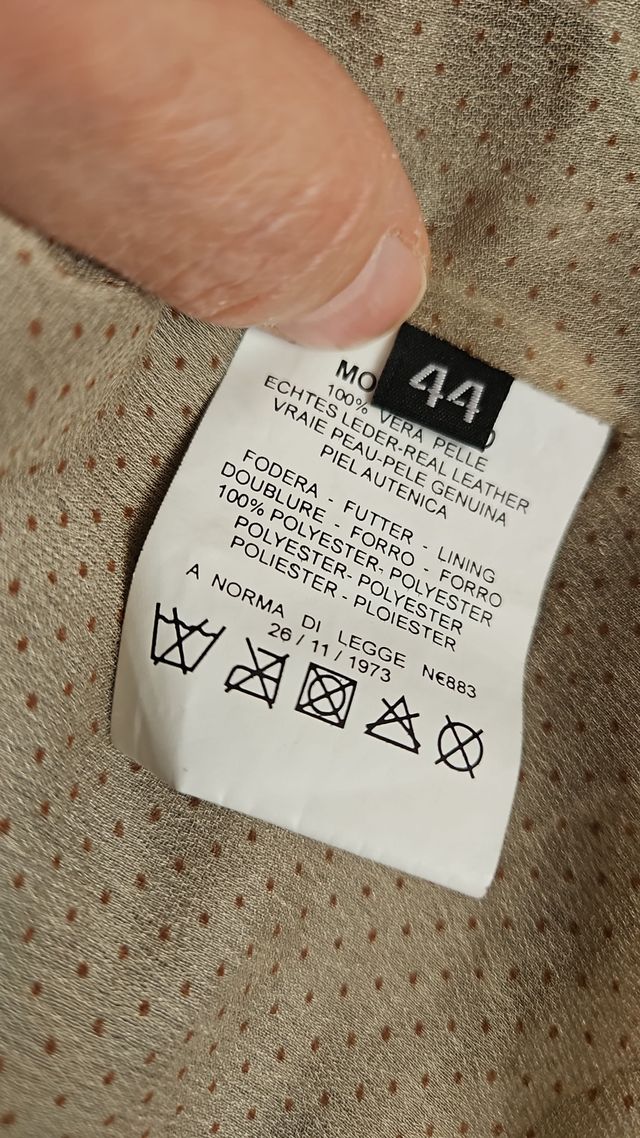 44
MO
100% VERA PELLE
ECHTES LEDER-REAL LEATHER
VRAIE PEAU-PELE GENUINA
PIEL AUTENICA
FODERA - FUTTER - LINING
DOUBLURE - FORRO - FORRO
100% POLYESTER- POLYESTER
POLYESTER- POLYESTER
POLIESTER - PLOIESTER
A NORMA DI LEGGE N€883
26 / 11 / 1973